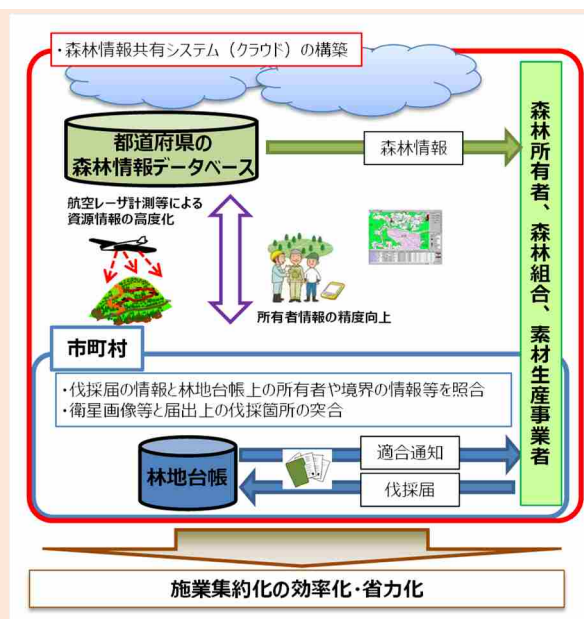 ・森林情報共有システム（クラウド）の構築
都道府県の
森林情報データベース
森林情報
航空レーザ計測等による
資源情報の高度化
所有者情報の精度向上
森林所有者、森林組合、素材生産事業者
市町村
・伐採届の情報と林地台帳上の所有者や境界の情報等を照合
・衛星画像等と届出上の伐採箇所の突合
林地台帳
適合通知
伐採届
施業集約化の効率化・省力化